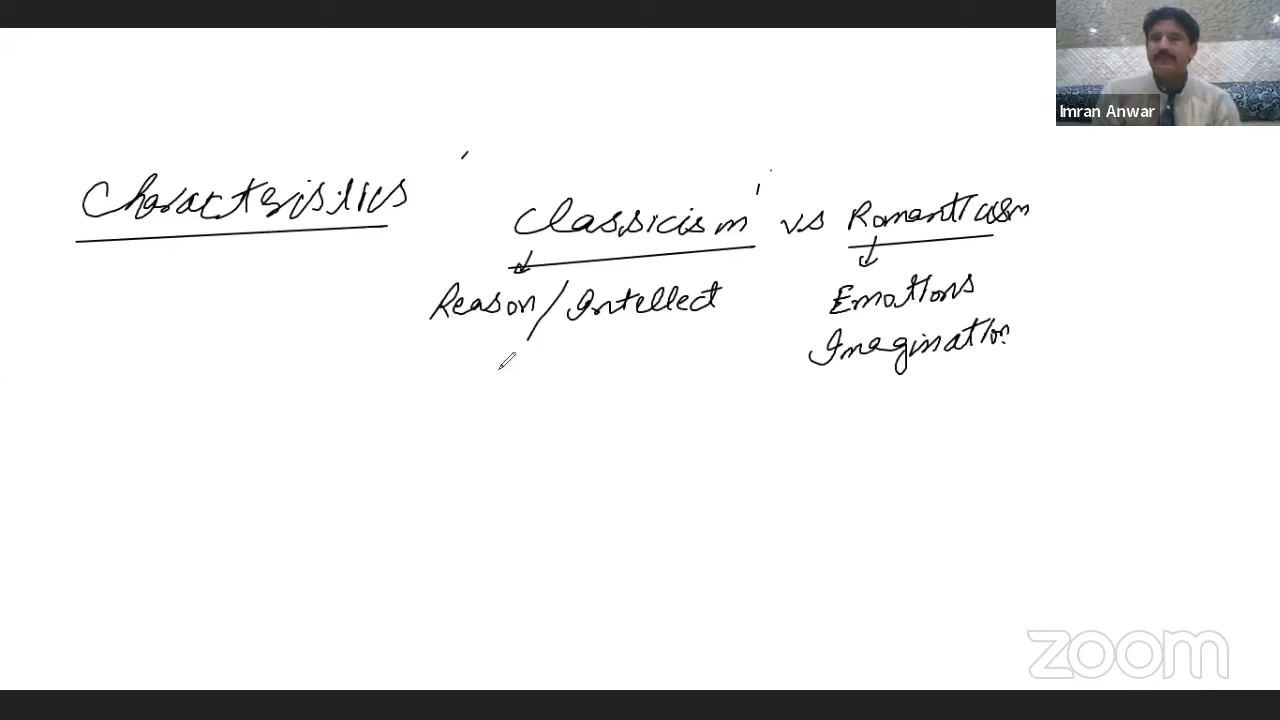 Imran Anwar
Characteristics
Classicism vs Romanticism
Reason/Intellect
Emotions
Imagination
zoom